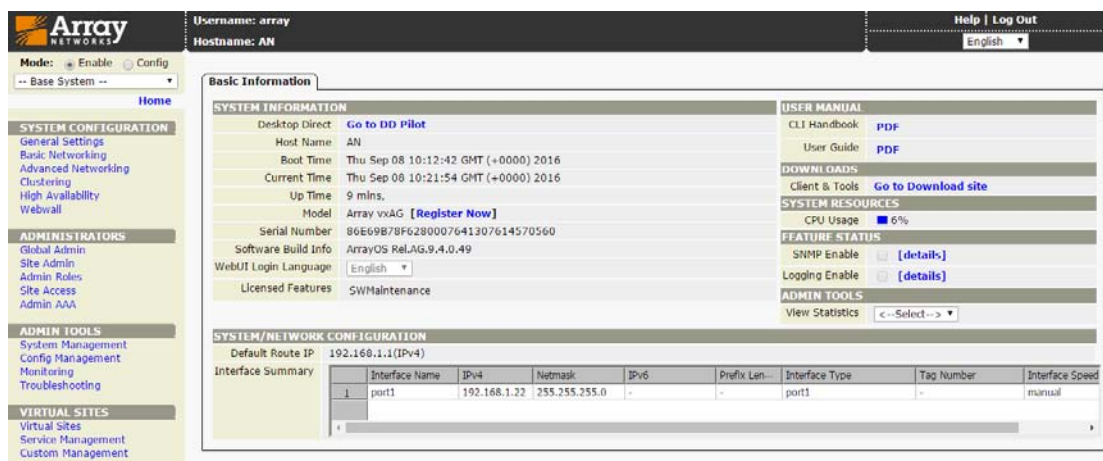 Array
NETWORKS
Username: array
Hostname: AN
Help | Log Out
English
Mode: Enable Config
-- Base System --
Home
SYSTEM CONFIGURATION
General Settings
Basic Networking
Advanced Networking
Clustering
High Availability
Webwall
ADMINISTRATORS
Global Admin
Site Admin
Admin Roles
Site Access
Admin AAA
ADMIN TOOLS
System Management
Config Management
Monitoring
Troubleshooting
VIRTUAL SITES
Virtual Sites
Service Management
Custom Management
Basic Information
SYSTEM INFORMATION
Desktop Direct Go to DD Pilot
Host Name AN
Boot Time Thu Sep 08 10:12:42 GMT (+0000) 2016
Current Time Thu Sep 08 10:21:54 GMT (+0000) 2016
Up Time 9 mins,
Model Array vxAG [Register Now]
Serial Number 86E69B78F6280007641307614570560
Software Build Info ArrayOS Rel.AG.9.4.0.49
WebUI Login Language English
Licensed Features SWMaintenance
USER MANUAL
CLI Handbook PDF
User Guide PDF
DOWNLOADS
Client & Tools Go to Download site
SYSTEM RESOURCES
CPU Usage 6%
FEATURE STATUS
SNMP Enable [details]
Logging Enable [details]
ADMIN TOOLS
View Statistics <--Select-->
SYSTEM/NETWORK CONFIGURATION
Default Route IP 192.168.1.1(IPv4)
Interface Summary
Interface Name IPv4 Netmask IPv6 Prefix Len... Interface Type Tag Number Interface Speed
1 port1 192.168.1.22 255.255.255.0 - - port1 - manual